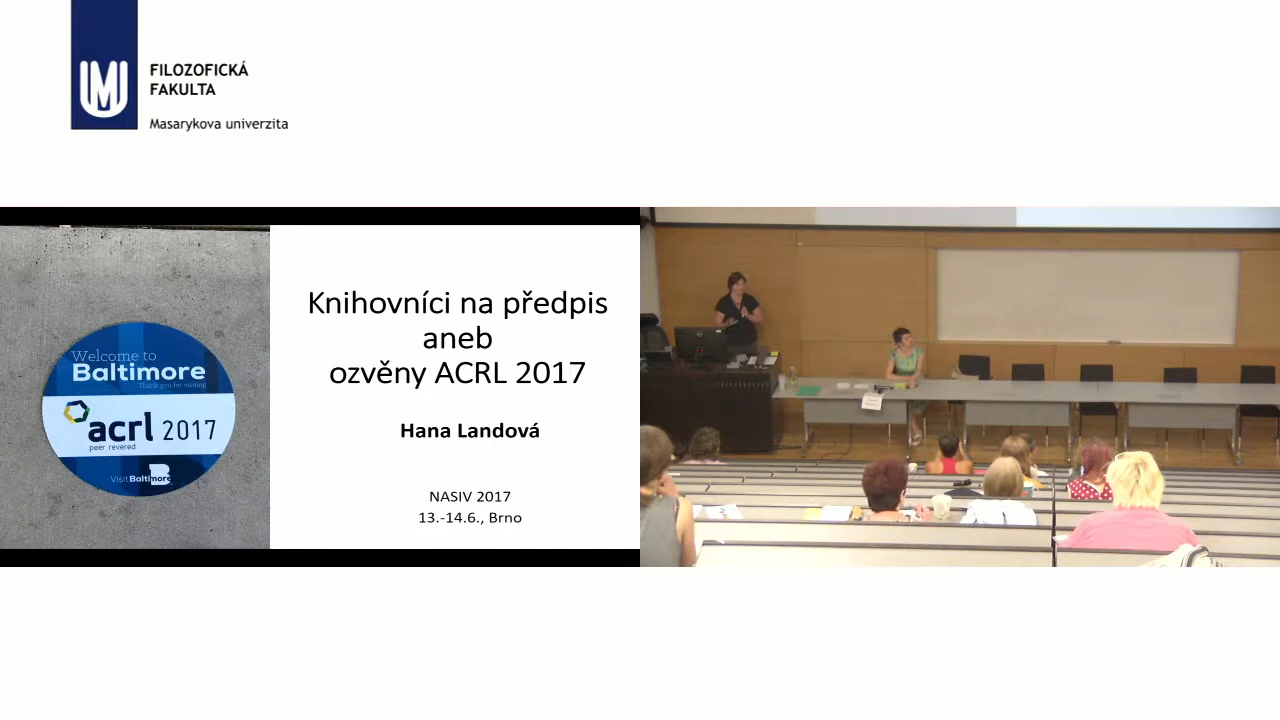 FILOZOFICKÁ
FAKULTA
Masarykova univerzita
Welcome to
Baltimore
Thank you for visiting
acrl 2017
peer revered
Visit Baltimore
Knihovníci na předpis
aneb
ozvěny ACRL 2017
Hana Landová
NASIV 2017
13.-14.6., Brno